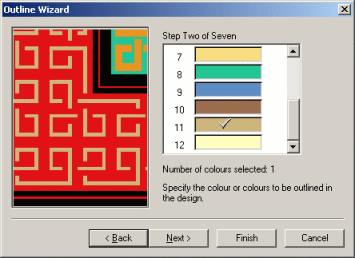 Outline Wizard
Step Two of Seven
7
8
9
10
11
12
Number of colours selected: 1
Specify the colour or colours to be outlined in
the design.
< Back
Next >
Finish
Cancel